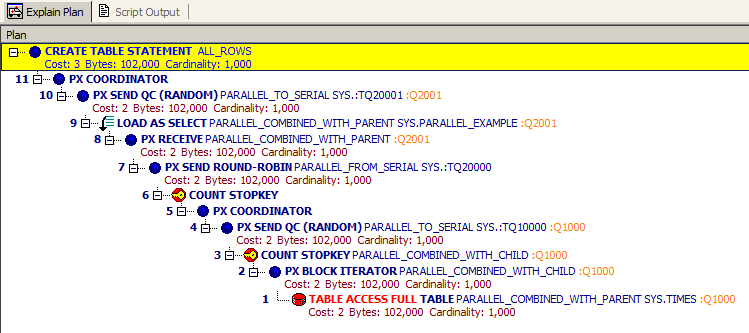 Explain Plan Script Output
Plan
CREATE TABLE STATEMENT ALL_ROWS
Cost: 3 Bytes: 102,000 Cardinality: 1,000
11 PX COORDINATOR
10 PX SEND QC (RANDOM) PARALLEL_TO_SERIAL SYS.:TQ20001 :Q2001
Cost: 2 Bytes: 102,000 Cardinality: 1,000
9 LOAD AS SELECT PARALLEL_COMBINED_WITH_PARENT SYS.PARALLEL_EXAMPLE :Q2001
8 PX RECEIVE PARALLEL_COMBINED_WITH_PARENT :Q2001
Cost: 2 Bytes: 102,000 Cardinality: 1,000
7 PX SEND ROUND-ROBIN PARALLEL_FROM_SERIAL SYS.:TQ20000
Cost: 2 Bytes: 102,000 Cardinality: 1,000
6 COUNT STOPKEY
5 PX COORDINATOR
4 PX SEND QC (RANDOM) PARALLEL_TO_SERIAL SYS.:TQ10000 :Q1000
Cost: 2 Bytes: 102,000 Cardinality: 1,000
3 COUNT STOPKEY PARALLEL_COMBINED_WITH_CHILD :Q1000
2 PX BLOCK ITERATOR PARALLEL_COMBINED_WITH_CHILD :Q1000
Cost: 2 Bytes: 102,000 Cardinality: 1,000
1 TABLE ACCESS FULL TABLE PARALLEL_COMBINED_WITH_PARENT SYS.TIMES :Q1000
Cost: 2 Bytes: 102,000 Cardinality: 1,000